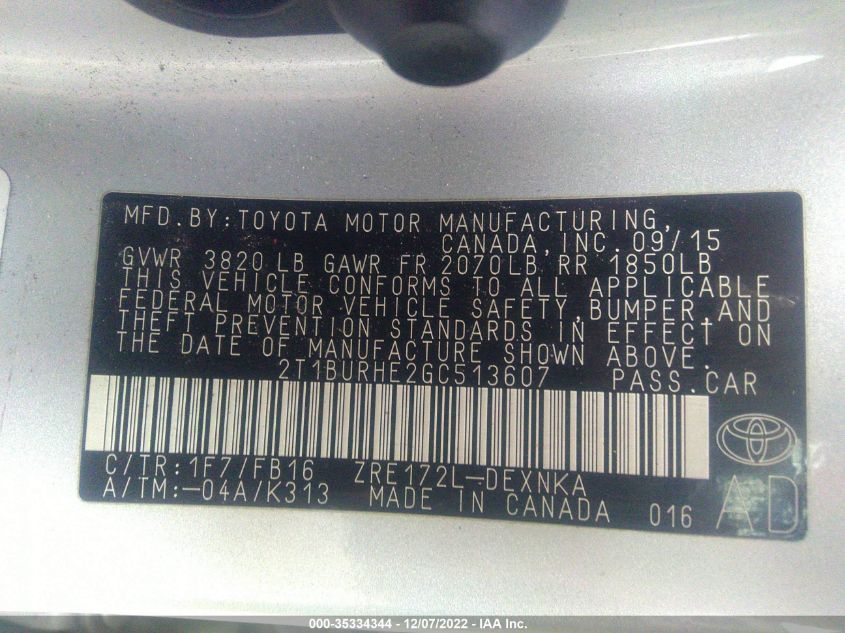 MFD.BY:TOYOTA MOTOR MANUFACTURING,
CANADA,INC. 09/15
GVWR 3820LB GAWR FR 2070LB RR 1850LB
THIS VEHICLE CONFORMS TO ALL APPLICABLE
FEDERAL MOTOR VEHICLE SAFETY,BUMPER,AND
THEFT PREVENTION STANDARDS IN EFFECT ON
THE DATE OF MANUFACTURE SHOWN ABOVE.
2T1BURHE2GC513607 PASS.CAR
C/TR:1F7/FB16 ZRE172L-DEXNKA
A/TM:-04A/K313 MADE IN CANADA 016 AD
000-35334344 - 12/07/2022 - IAA Inc.